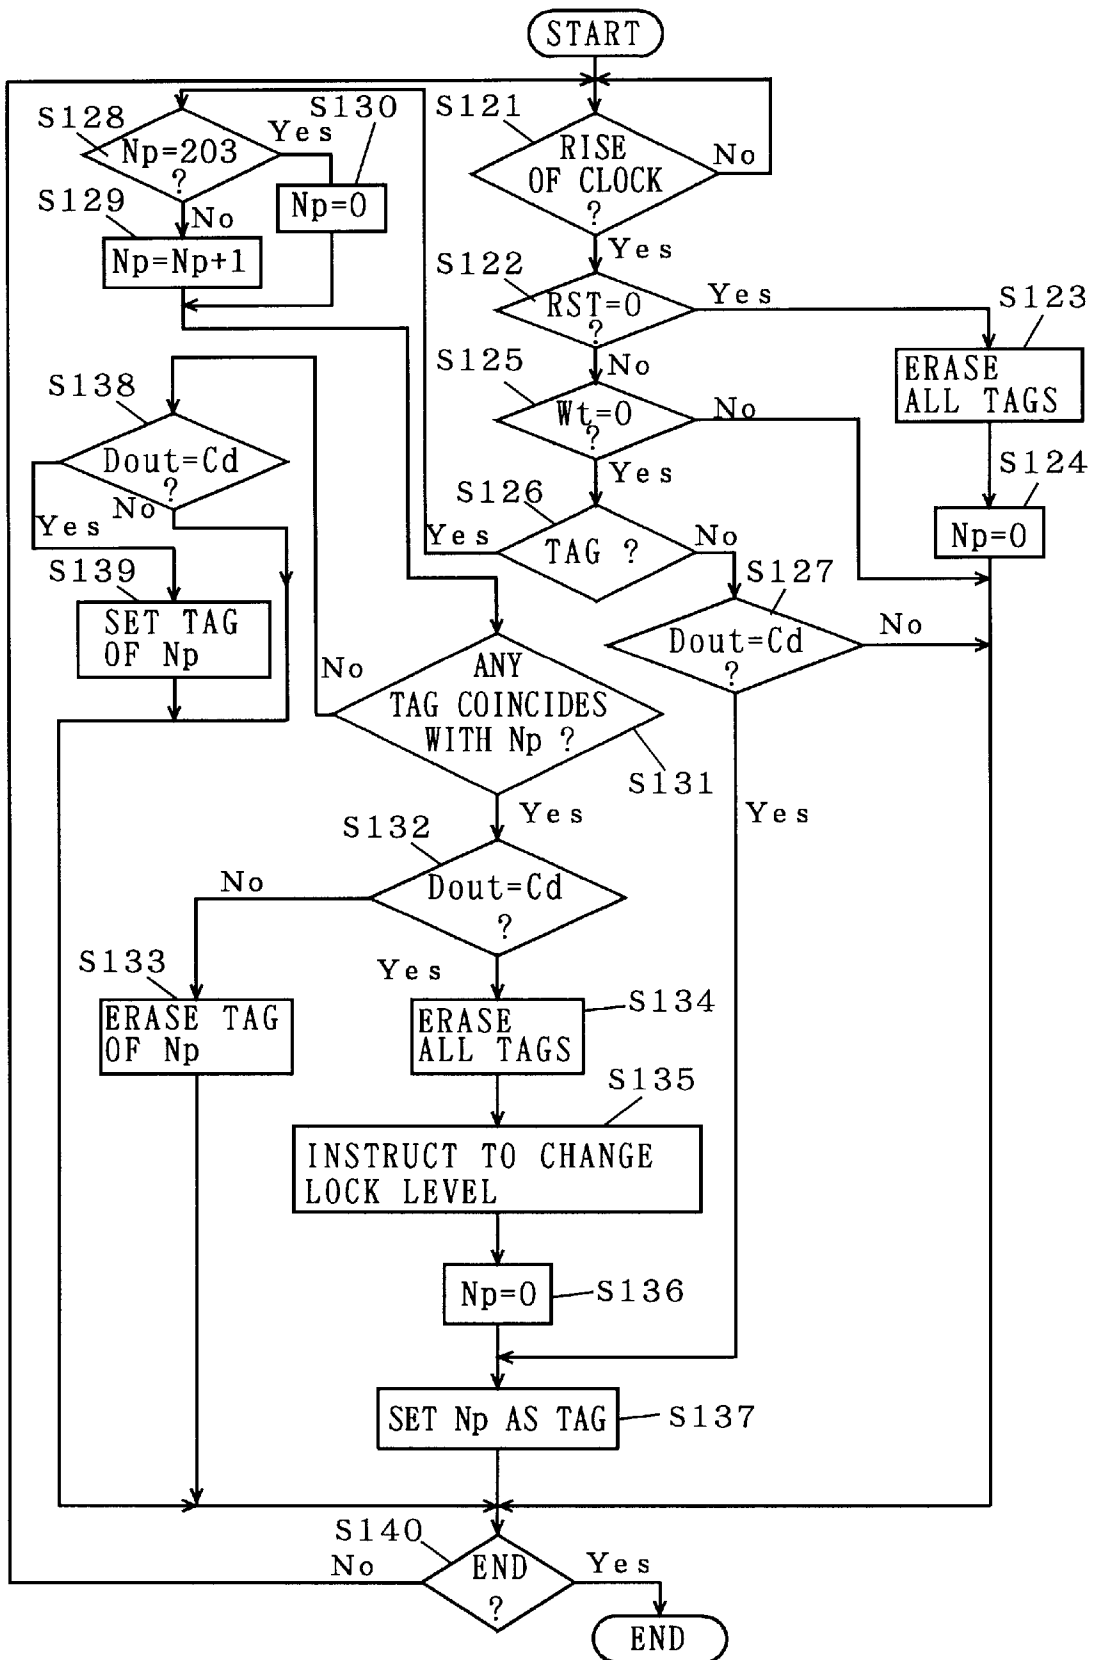 START
S121
RISE
OF CLOCK
?
No
Yes
S128
Np=203
?
Yes
S130
Np=0
No
S129
Np=Np+1
S122
RST=0
?
Yes
No
S123
ERASE
ALL TAGS
S124
Np=0
S125
Wt=0
?
No
Yes
S126
TAG ?
Yes
No
S127
Dout=Cd
?
No
Yes
S138
Dout=Cd
?
No
Yes
S139
SET TAG
OF Np
ANY
TAG COINCIDES
WITH Np ?
S131
No
Yes
S132
Dout=Cd
?
No
Yes
S133
ERASE TAG
OF Np
S134
ERASE
ALL TAGS
S135
INSTRUCT TO CHANGE
LOCK LEVEL
Np=0
S136
SET Np AS TAG
S137
S140
END
?
No
Yes
END